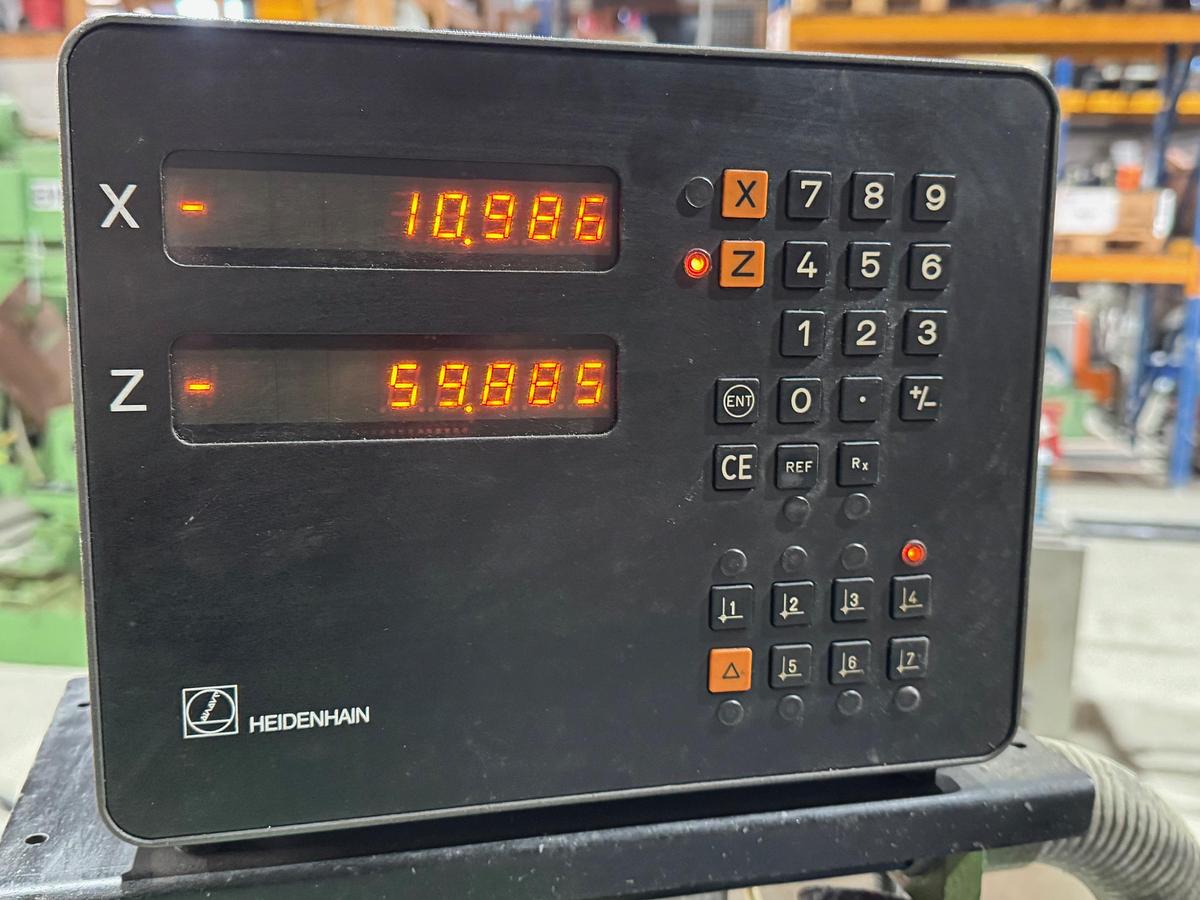 X - 10.986
Z - 59.885
X 7 8 9
Z 4 5 6
1 2 3
ENT 0 . +/-
CE REF Rx
1 2 3 4
Δ 5 6 7
HEIDENHAIN